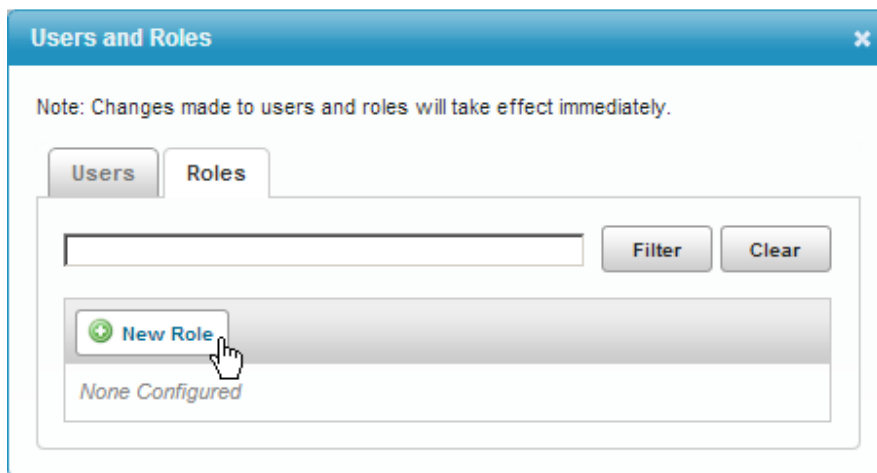 Users and Roles
Note: Changes made to users and roles will take effect immediately.
Users Roles
Filter Clear
New Role
None Configured